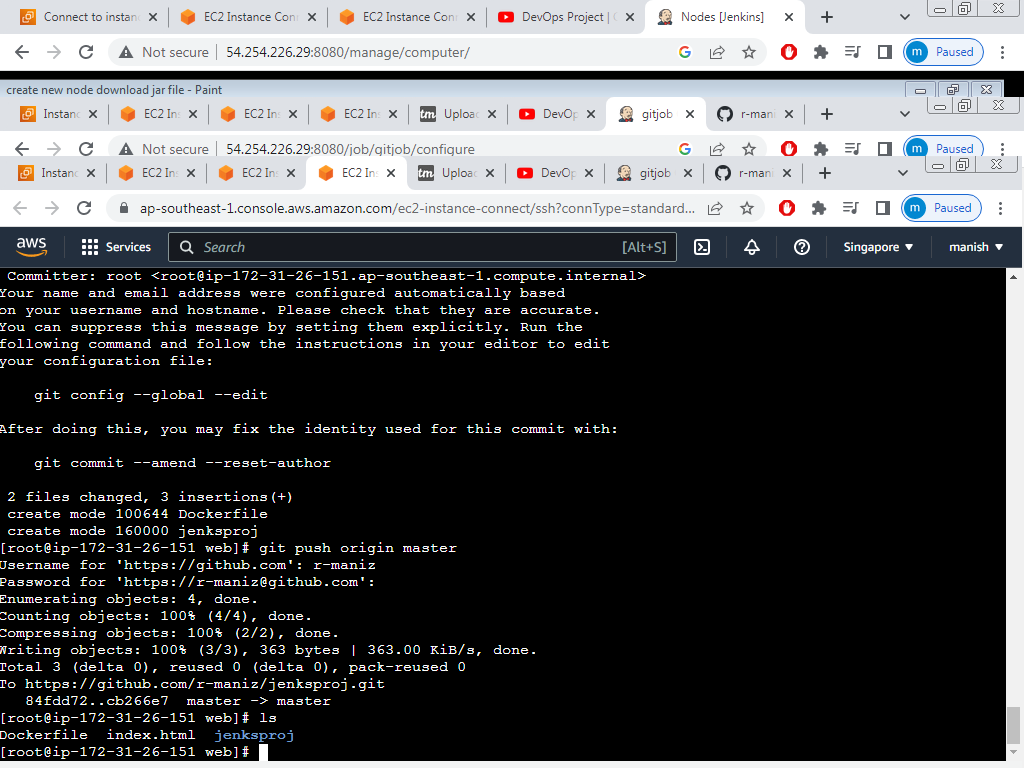 Connect to instan
EC2 Instance Con
EC2 Instance Con
DevOps Project |
Nodes [Jenkins]
Not secure | 54.254.226.29:8080/manage/computer/
m Paused
create new node download jar file - Paint
Instanc
EC2 In
EC2 In
EC2 In
tm Uploa
DevO
gitjob
r-man
Not secure | 54.254.226.29:8080/job/gitjob/configure
m Paused
Instanc
EC2 In
EC2 In
EC2 In
tm Uploa
DevOp
gitjob
r-man
ap-southeast-1.console.aws.amazon.com/ec2-instance-connect/ssh?connType=standard...
m Paused
aws Services Search [Alt+S] Singapore manish
Committer: root <root@ip-172-31-26-151.ap-southeast-1.compute.internal>
Your name and email address were configured automatically based
on your username and hostname. Please check that they are accurate.
You can suppress this message by setting them explicitly. Run the
following command and follow the instructions in your editor to edit
your configuration file:
git config --global --edit
After doing this, you may fix the identity used for this commit with:
git commit --amend --reset-author
2 files changed, 3 insertions(+)
create mode 100644 Dockerfile
create mode 160000 jenksproj
[root@ip-172-31-26-151 web]# git push origin master
Username for 'https://github.com': r-maniz
Password for 'https://r-maniz@github.com':
Enumerating objects: 4, done.
Counting objects: 100% (4/4), done.
Compressing objects: 100% (2/2), done.
Writing objects: 100% (3/3), 363 bytes | 363.00 KiB/s, done.
Total 3 (delta 0), reused 0 (delta 0), pack-reused 0
To https://github.com/r-maniz/jenksproj.git
84fdd72..cb266e7  master -> master
[root@ip-172-31-26-151 web]# ls
Dockerfile  index.html  jenksproj
[root@ip-172-31-26-151 web]#